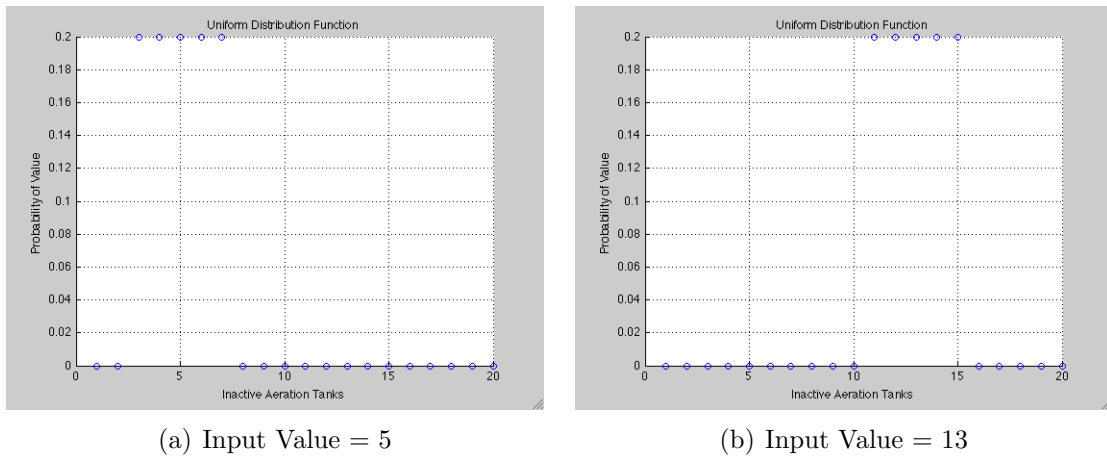 Uniform Distribution Function
0.2
0.18
0.16
0.14
0.12
0.1
0.08
0.06
0.04
0.02
0
Probability of Value
0 5 10 15 20
Inactive Aeration Tanks
(a) Input Value = 5
Uniform Distribution Function
0.2
0.18
0.16
0.14
0.12
0.1
0.08
0.06
0.04
0.02
0
Probability of Value
0 5 10 15 20
Inactive Aeration Tanks
(b) Input Value = 13